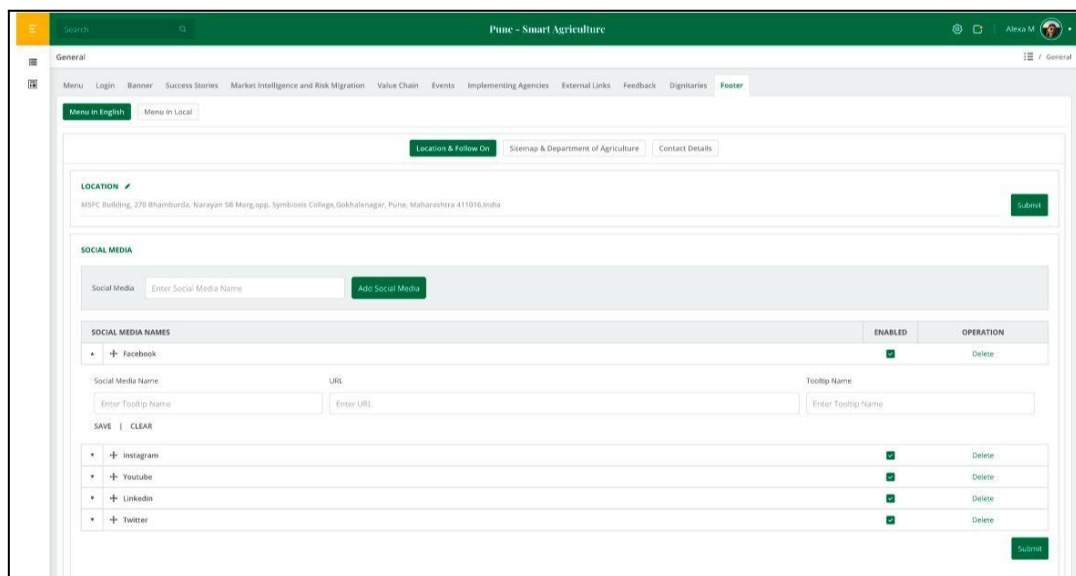 Search
Pune - Smart Agriculture
Alexa M
General
/ General
Menu Login Banner Success Stories Market Intelligence and Risk Migration Value Chain Events Implementing Agencies External Links Feedback Dignitaries Footer
Menu in English Menu in Local
Location & Follow On Sitemap & Department of Agriculture Contact Details
LOCATION
MSFC Building, 270 Bhamburda, Narayan SB Marg,opp. Symbiosis College,Gokhalenagar, Pune, Maharashtra 411016.India
Submit
SOCIAL MEDIA
Social Media Enter Social Media Name Add Social Media
SOCIAL MEDIA NAMES ENABLED OPERATION
Facebook Delete
Social Media Name URL Tooltip Name
Enter Tooltip Name Enter URL Enter Tooltip Name
SAVE | CLEAR
Instagram Delete
Youtube Delete
Linkedin Delete
Twitter Delete
Submit